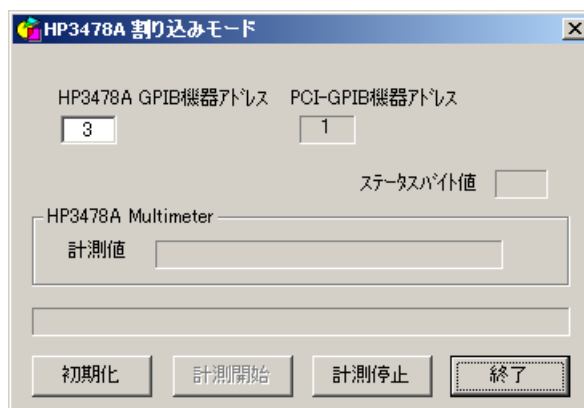 HP3478A 割り込みモード
HP3478A GPIB機器ｱﾄﾞﾚｽ PCI-GPIB機器ｱﾄﾞﾚｽ
3 1
ｽﾃｰﾀｽﾊﾞｲﾄ値
HP3478A Multimeter
計測値
初期化 計測開始 計測停止 終了